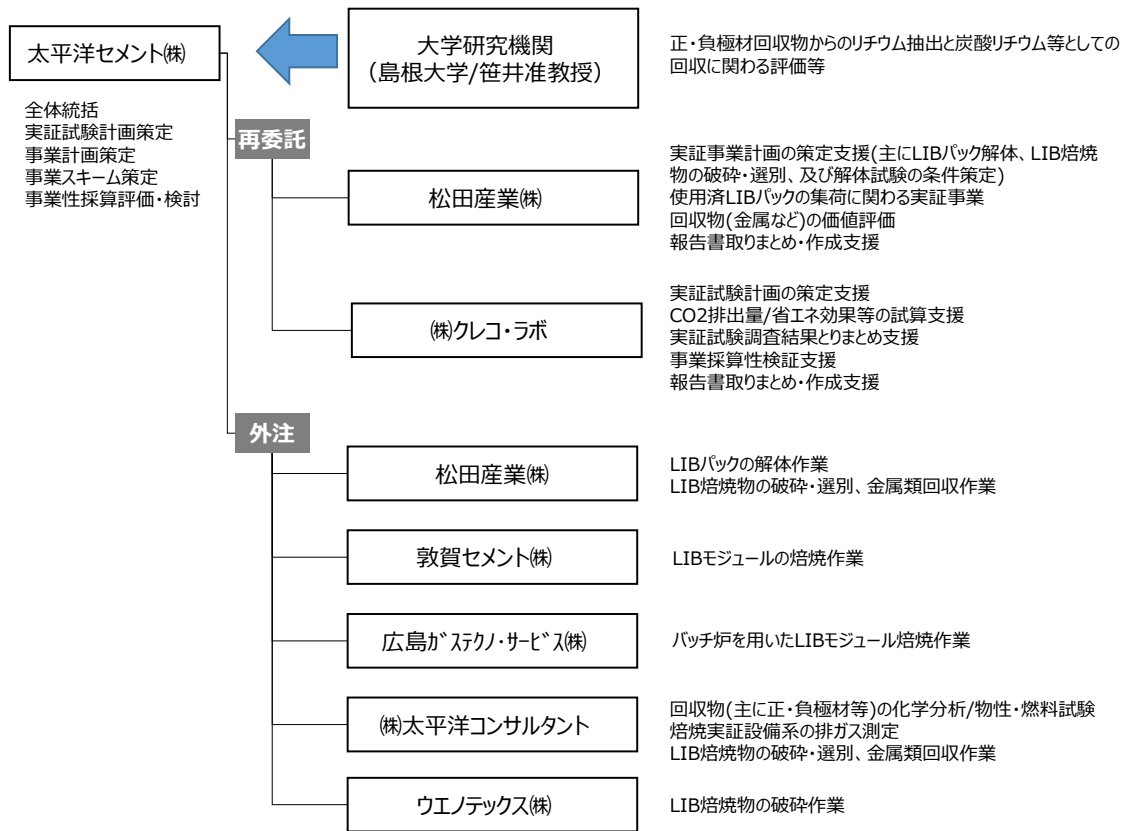 太平洋セメント㈱
全体統括
実証試験計画策定
事業計画策定
事業スキーム策定
事業性採算評価・検討
大学研究機関
（島根大学/笹井准教授）
正・負極材回収物からのリチウム抽出と炭酸リチウム等としての
回収に関わる評価等
再委託
松田産業㈱
実証事業計画の策定支援(主にLIBパック解体、LIB焙焼
物の破砕・選別、及び解体試験の条件策定)
使用済LIBパックの集荷に関わる実証事業
回収物(金属など)の価値評価
報告書取りまとめ・作成支援
㈱クレコ・ラボ
実証試験計画の策定支援
CO2排出量/省エネ効果等の試算支援
実証試験調査結果とりまとめ支援
事業採算性検証支援
報告書取りまとめ・作成支援
外注
松田産業㈱
LIBパックの解体作業
LIB焙焼物の破砕・選別、金属類回収作業
敦賀セメント㈱
LIBモジュールの焙焼作業
広島ｶﾞｽﾃｸﾉ・ｻｰﾋﾞｽ㈱
バッチ炉を用いたLIBモジュール焙焼作業
㈱太平洋コンサルタント
回収物(主に正・負極材等)の化学分析/物性・燃料試験
焙焼実証設備系の排ガス測定
LIB焙焼物の破砕・選別、金属類回収作業
ウエノテックス㈱
LIB焙焼物の破砕作業